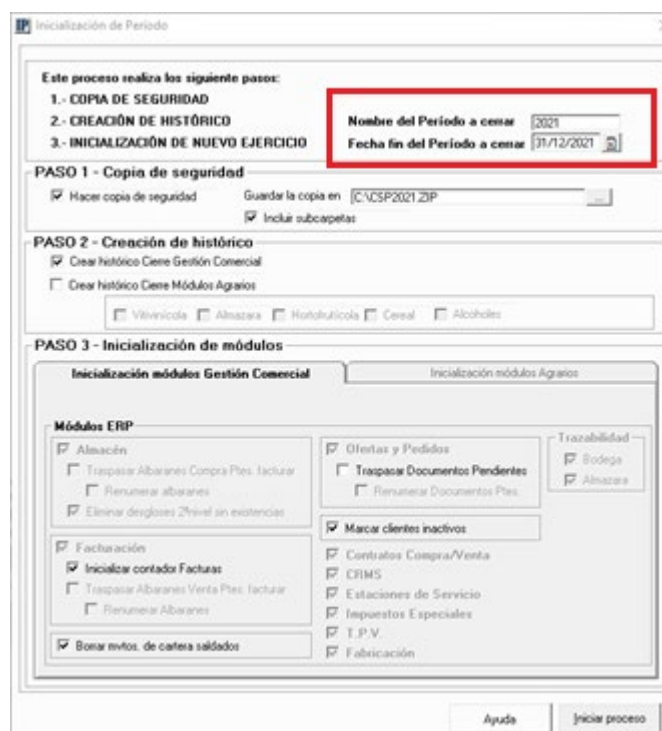 Inicialización de Periodo
Este proceso realiza los siguiente pasos:
1.- COPIA DE SEGURIDAD
2.- CREACIÓN DE HISTÓRICO
3.- INICIALIZACIÓN DE NUEVO EJERCICIO
Nombre del Período a cerrar 2021
Fecha fin del Período a cerrar 31/12/2021
PASO 1 - Copia de seguridad
Hacer copia de seguridad Guardar la copia en C:\CSP2021.ZIP ...
Incluir subcarpetas
PASO 2 - Creación de histórico
Crear histórico Cierre Gestión Comercial
Crear histórico Cierre Módulos Agrarios
Vitivinícola Almazara Hortofrutícola Cereal Alcoholes
PASO 3 - Inicialización de módulos
Inicialización módulos Gestión Comercial Inicialización módulos Agrarios
Módulos ERP
Almacén
Traspasar Albaranes Compra Ptes. facturar
Renumerar albaranes
Eliminar desgloses 2ºnivel sin existencias
Facturación
Inicializar contador Facturas
Traspasar Albaranes Venta Ptes. facturar
Renumerar Albaranes
Borrar mvtos. de cartera saldados
Ofertas y Pedidos
Traspasar Documentos Pendientes
Renumerar Documentos Ptes.
Marcar clientes inactivos
Contratos Compra/Venta
CRMS
Estaciones de Servicio
Impuestos Especiales
T.P.V.
Fabricación
Trazabilidad
Bodega
Almazara
Ayuda Iniciar proceso